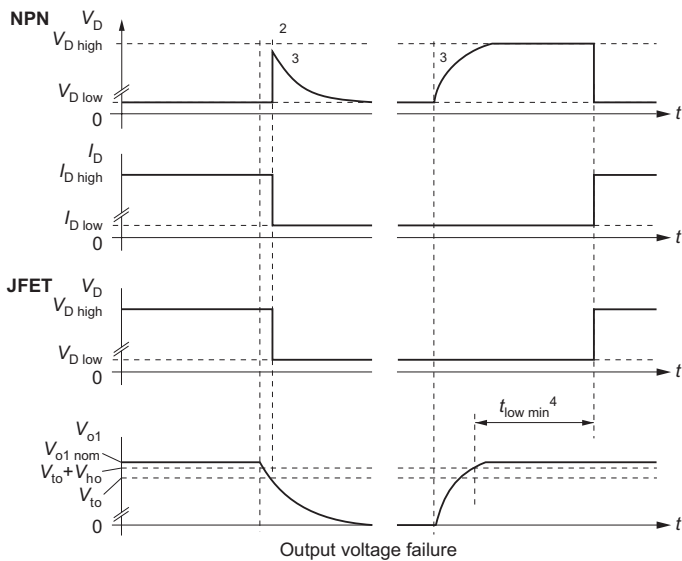 NPN V_D
2
V_D high
3
3
V_D low
0
t
I_D
I_D high
I_D low
0
t
JFET V_D
V_D high
V_D low
0
t
t_low min^4
V_o1
V_o1 nom
V_to + V_ho
V_to
0
t
Output voltage failure